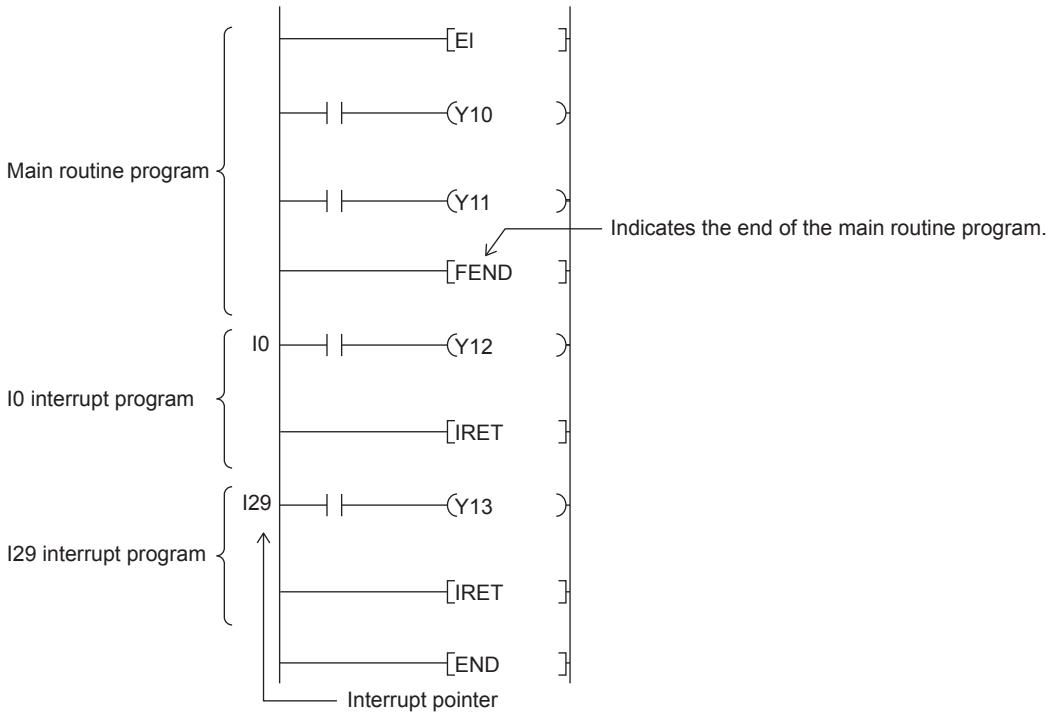 EI
Y10
Main routine program
Y11
Indicates the end of the main routine program.
FEND
I0
Y12
I0 interrupt program
IRET
I29
Y13
I29 interrupt program
IRET
END
Interrupt pointer